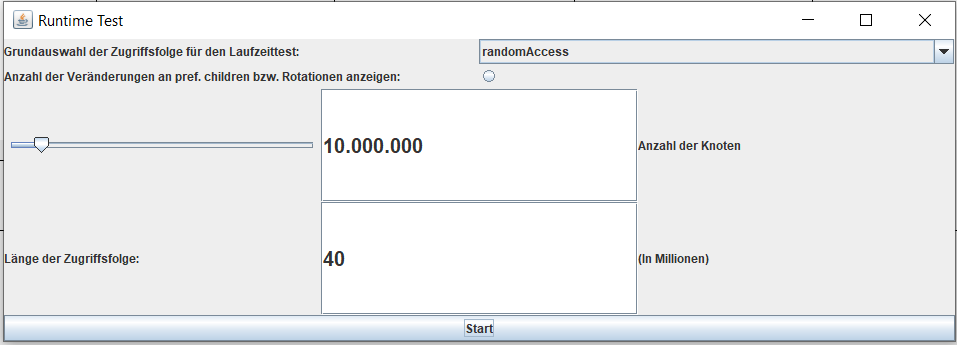 Runtime Test
Grundauswahl der Zugriffsfolge für den Laufzeittest: randomAccess
Anzahl der Veränderungen an pref. children bzw. Rotationen anzeigen:
10.000.000 Anzahl der Knoten
Länge der Zugriffsfolge: 40 (In Millionen)
Start